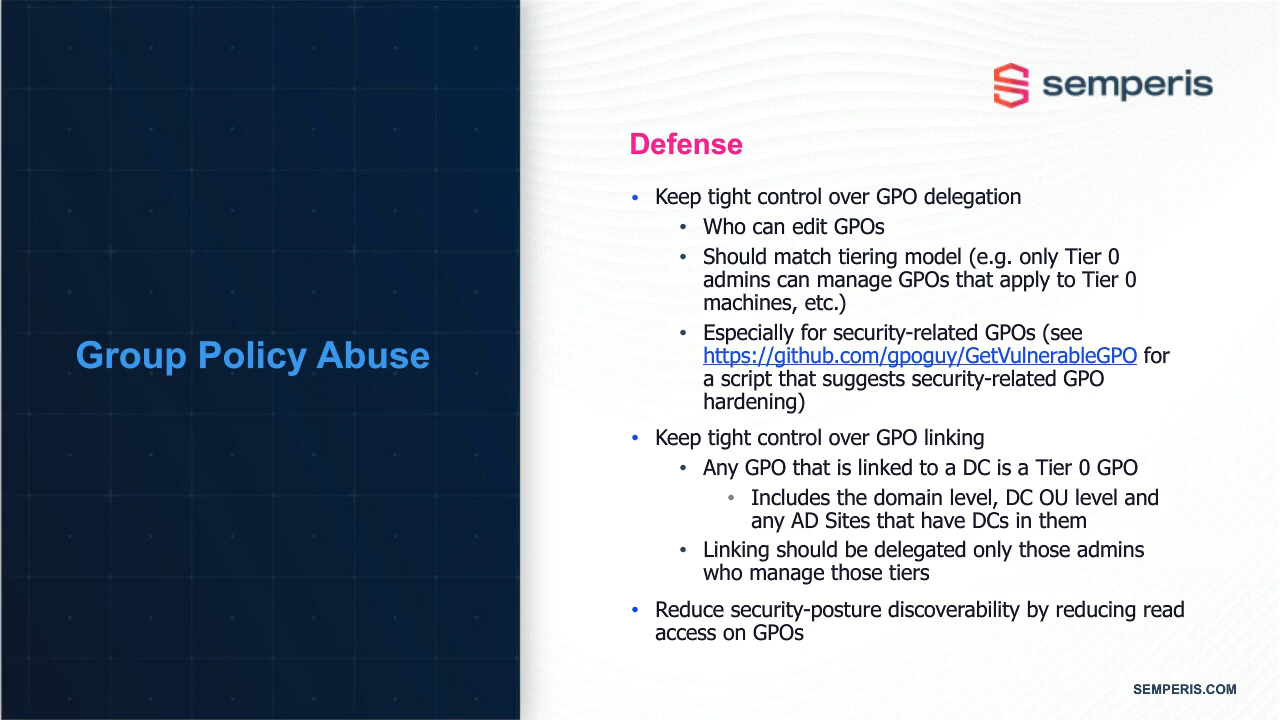 Group Policy Abuse
semperis
Defense
• Keep tight control over GPO delegation
• Who can edit GPOs
• Should match tiering model (e.g. only Tier 0
admins can manage GPOs that apply to Tier 0
machines, etc.)
• Especially for security-related GPOs (see
https://github.com/gpoguy/GetVulnerableGPO for
a script that suggests security-related GPO
hardening)
• Keep tight control over GPO linking
• Any GPO that is linked to a DC is a Tier 0 GPO
• Includes the domain level, DC OU level and
any AD Sites that have DCs in them
• Linking should be delegated only those admins
who manage those tiers
• Reduce security-posture discoverability by reducing read
access on GPOs
SEMPERIS.COM